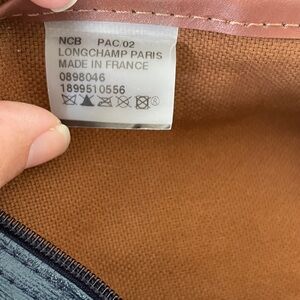 NCB PAC.02
LONGCHAMP PARIS
MADE IN FRANCE
0898046
1899510556